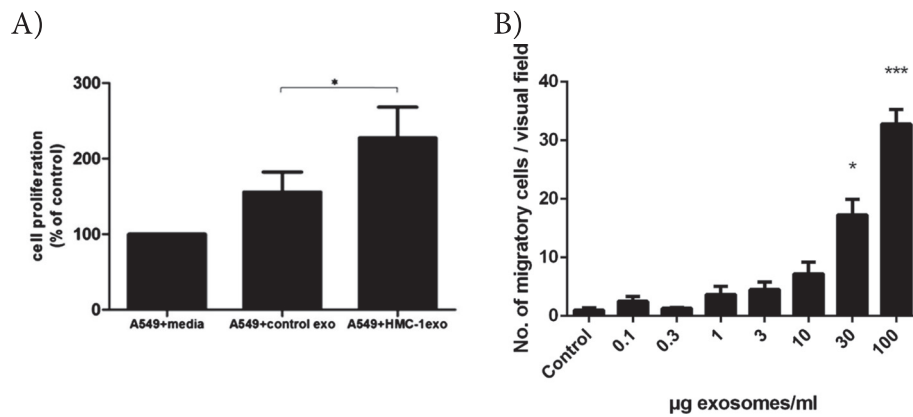 A)
B)
cell proliferation
(% of control)
300
200
100
0
*
A549+media
A549+control exo
A549+HMC-1exo
No. of migratory cells / visual field
40
30
20
10
0
*
***
Control
0.1
0.3
1
3
10
30
100
µg exosomes/ml